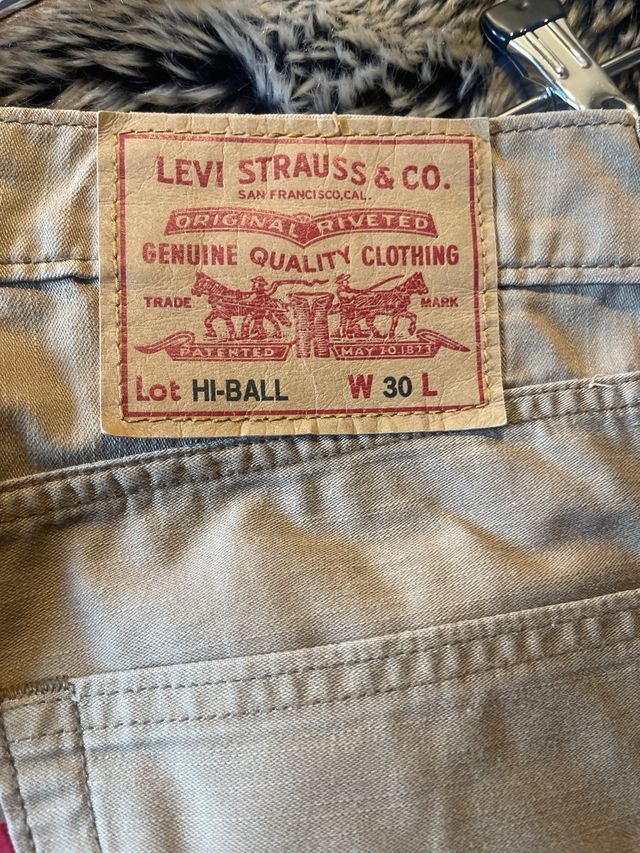 LEVI STRAUSS & CO.
SAN FRANCISCO, CAL.
ORIGINAL RIVETED
GENUINE QUALITY CLOTHING
TRADE MARK
PATENTED MAY 20 1873
Lot HI-BALL W 30 L